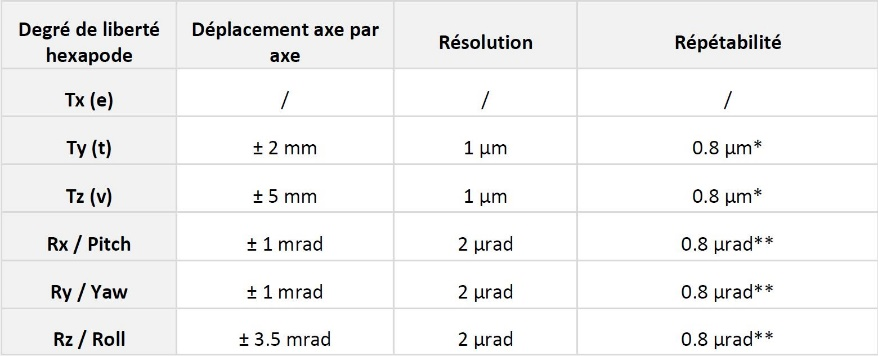 Degré de liberté hexapode | Déplacement axe par axe | Résolution | Répétabilité
Tx (e) | / | / | /
Ty (t) | ± 2 mm | 1 µm | 0.8 µm*
Tz (v) | ± 5 mm | 1 µm | 0.8 µm*
Rx / Pitch | ± 1 mrad | 2 µrad | 0.8 µrad**
Ry / Yaw | ± 1 mrad | 2 µrad | 0.8 µrad**
Rz / Roll | ± 3.5 mrad | 2 µrad | 0.8 µrad**